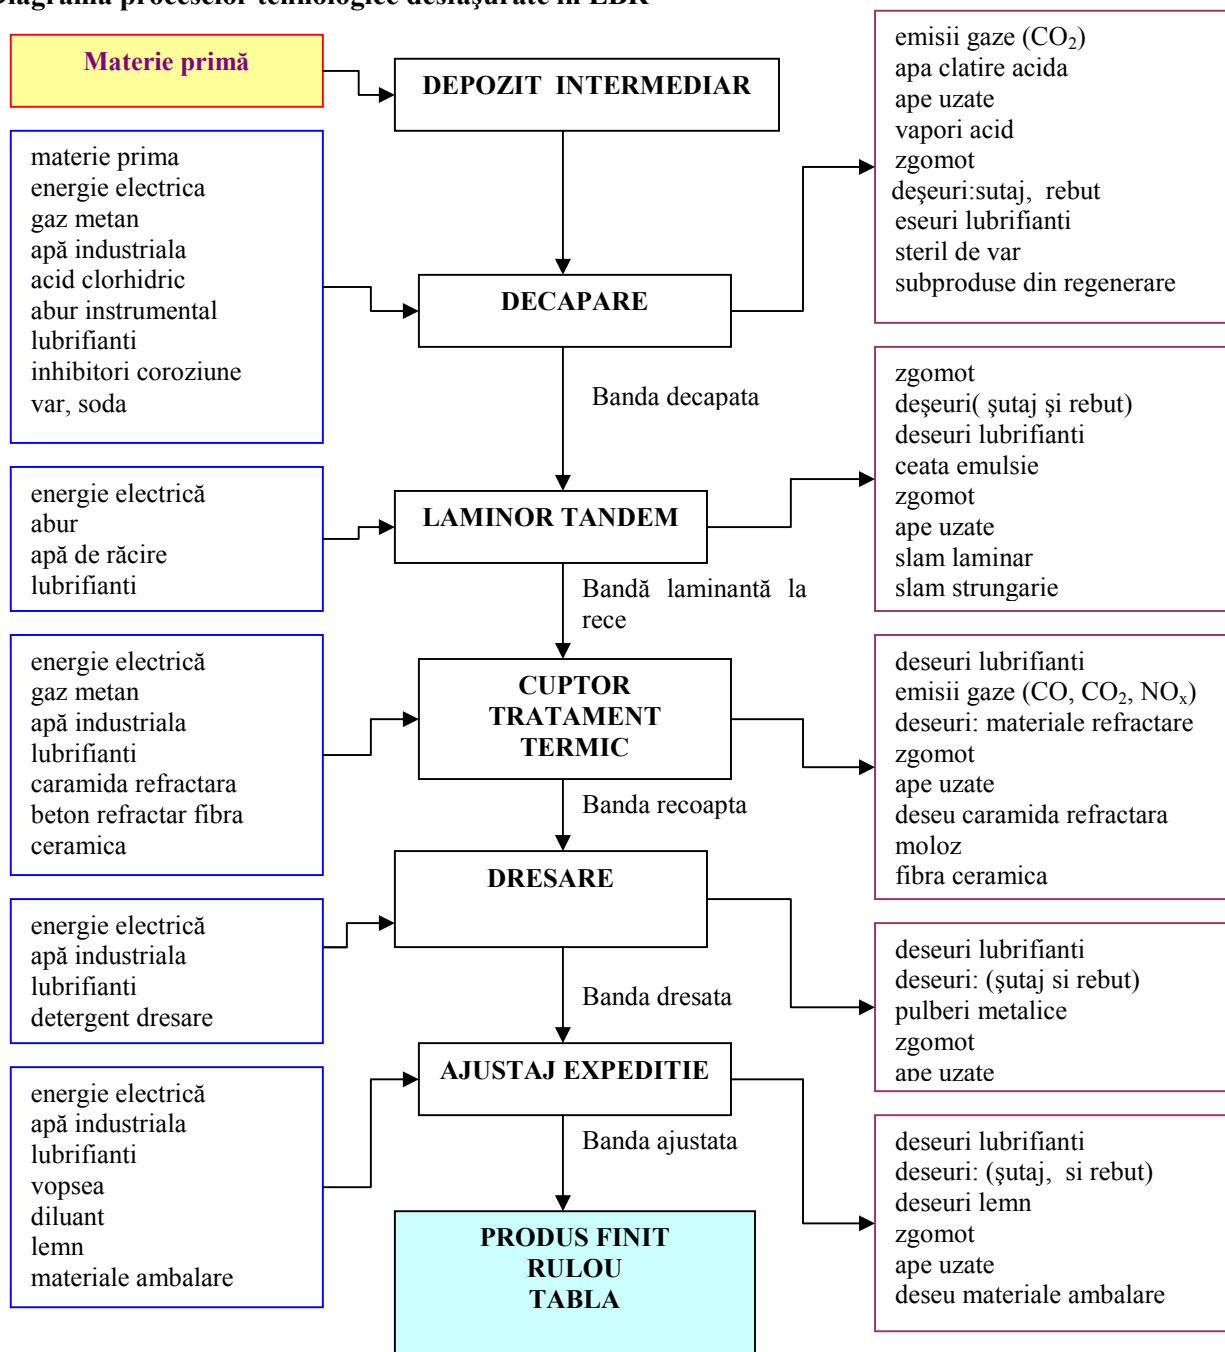 Diagrama proceselor tehnologice desfăşurate în LBR
Materie primă
DEPOZIT INTERMEDIAR
emisii gaze (CO₂)
apa clatire acida
ape uzate
vapori acid
zgomot
deşeuri:sutaj, rebut
eseuri lubrifianti
steril de var
subproduse din regenerare
materie prima
energie electrica
gaz metan
apă industriala
acid clorhidric
abur instrumental
lubrifianti
inhibitori coroziune
var, soda
DECAPARE
Banda decapata
zgomot
deşeuri( şutaj şi rebut)
deseuri lubrifianti
ceata emulsie
zgomot
ape uzate
slam laminar
slam strungarie
energie electrică
abur
apă de răcire
lubrifianti
LAMINOR TANDEM
Bandă laminantă la
rece
energie electrică
gaz metan
apă industriala
lubrifianti
caramida refractara
beton refractar fibra
ceramica
CUPTOR
TRATAMENT
TERMIC
Banda recoapta
deseuri lubrifianti
emisii gaze (CO, CO₂, NOₓ)
deseuri: materiale refractare
zgomot
ape uzate
deseu caramida refractara
moloz
fibra ceramica
DRESARE
energie electrică
apă industriala
lubrifianti
detergent dresare
Banda dresata
deseuri lubrifianti
deseuri: (şutaj si rebut)
pulberi metalice
zgomot
ape uzate
AJUSTAJ EXPEDITIE
energie electrică
apă industriala
lubrifianti
vopsea
diluant
lemn
materiale ambalare
Banda ajustata
deseuri lubrifianti
deseuri: (şutaj, si rebut)
deseuri lemn
zgomot
ape uzate
deseu materiale ambalare
PRODUS FINIT
RULOU
TABLA